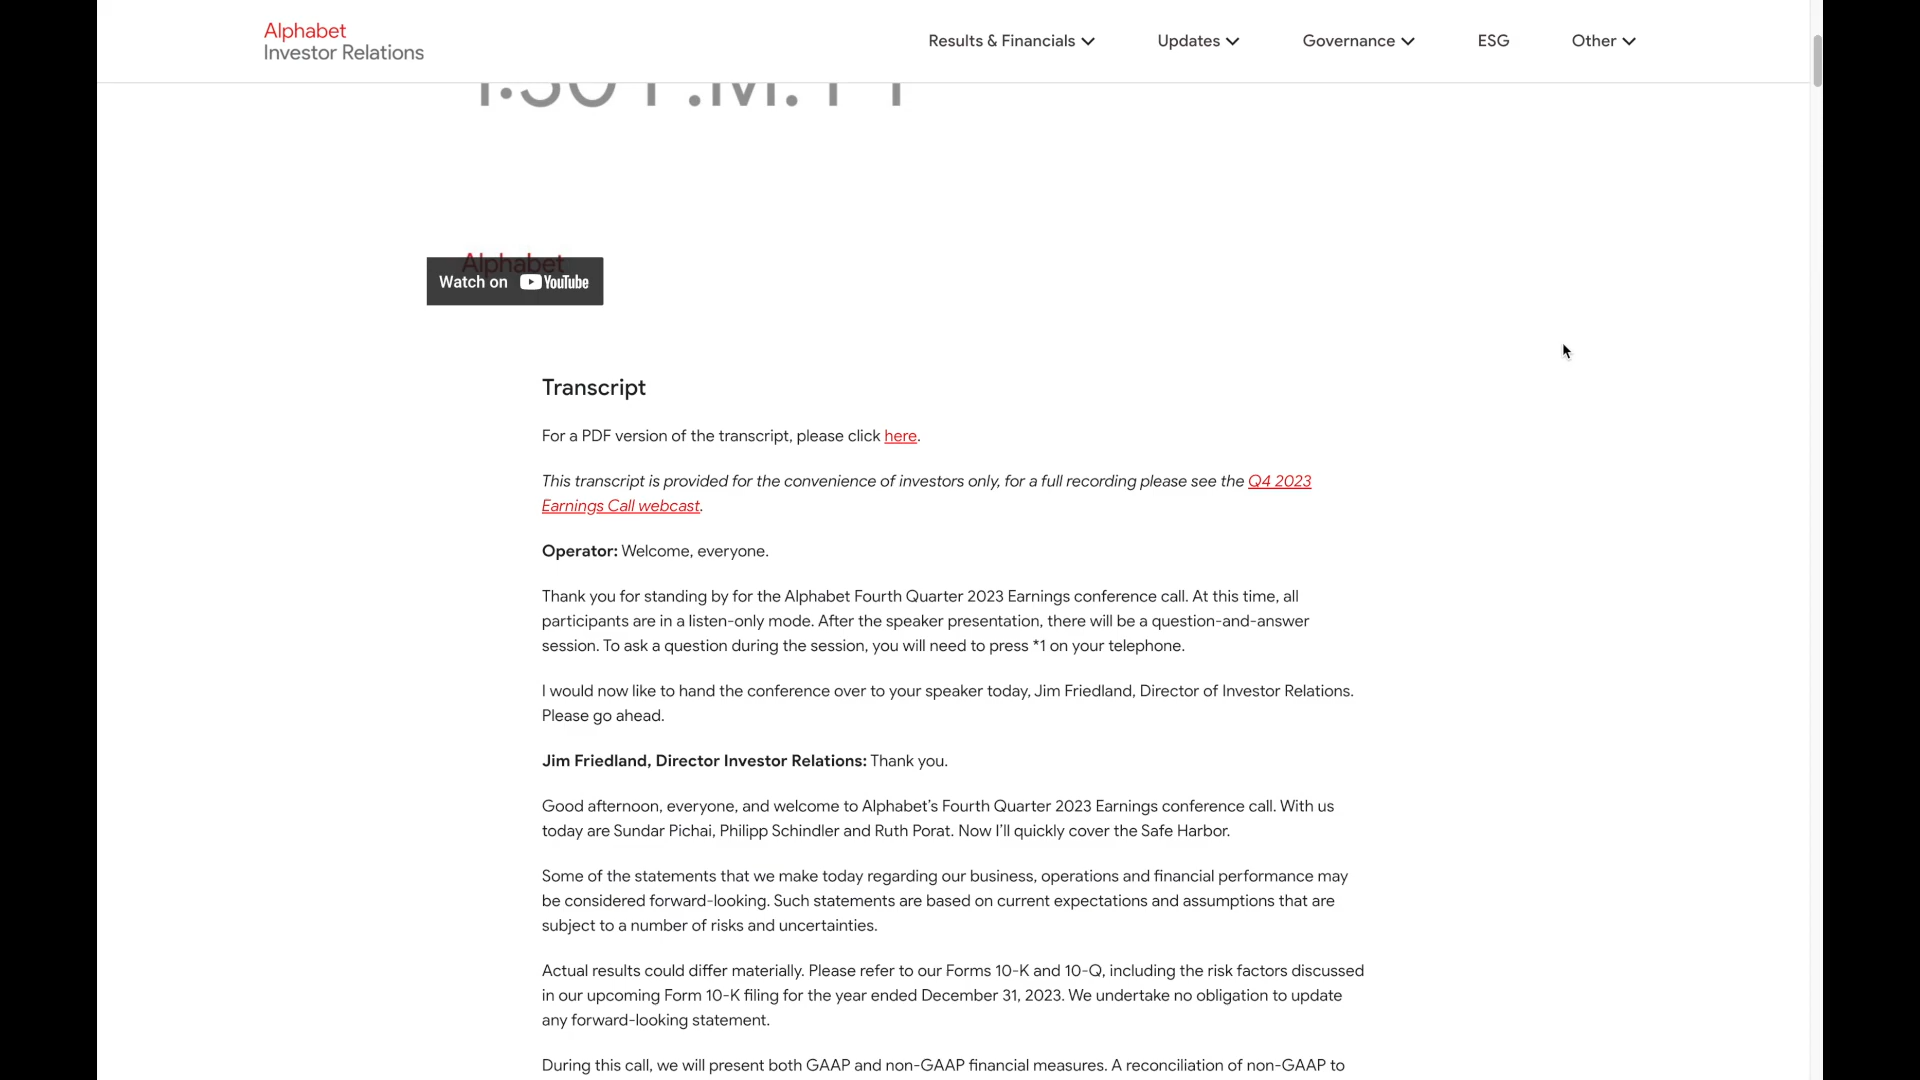 Alphabet
Investor Relations
Results & Financials
Updates
Governance
ESG
Other
Alphabet
Watch on YouTube
Transcript
For a PDF version of the transcript, please click here.
This transcript is provided for the convenience of investors only, for a full recording please see the Q4 2023
Earnings Call webcast.
Operator: Welcome, everyone.
Thank you for standing by for the Alphabet Fourth Quarter 2023 Earnings conference call. At this time, all
participants are in a listen-only mode. After the speaker presentation, there will be a question-and-answer
session. To ask a question during the session, you will need to press *1 on your telephone.
I would now like to hand the conference over to your speaker today, Jim Friedland, Director of Investor Relations.
Please go ahead.
Jim Friedland, Director Investor Relations: Thank you.
Good afternoon, everyone, and welcome to Alphabet’s Fourth Quarter 2023 Earnings conference call. With us
today are Sundar Pichai, Philipp Schindler and Ruth Porat. Now I’ll quickly cover the Safe Harbor.
Some of the statements that we make today regarding our business, operations and financial performance may
be considered forward-looking. Such statements are based on current expectations and assumptions that are
subject to a number of risks and uncertainties.
Actual results could differ materially. Please refer to our Forms 10-K and 10-Q, including the risk factors discussed
in our upcoming Form 10-K filing for the year ended December 31, 2023. We undertake no obligation to update
any forward-looking statement.
During this call, we will present both GAAP and non-GAAP financial measures. A reconciliation of non-GAAP to